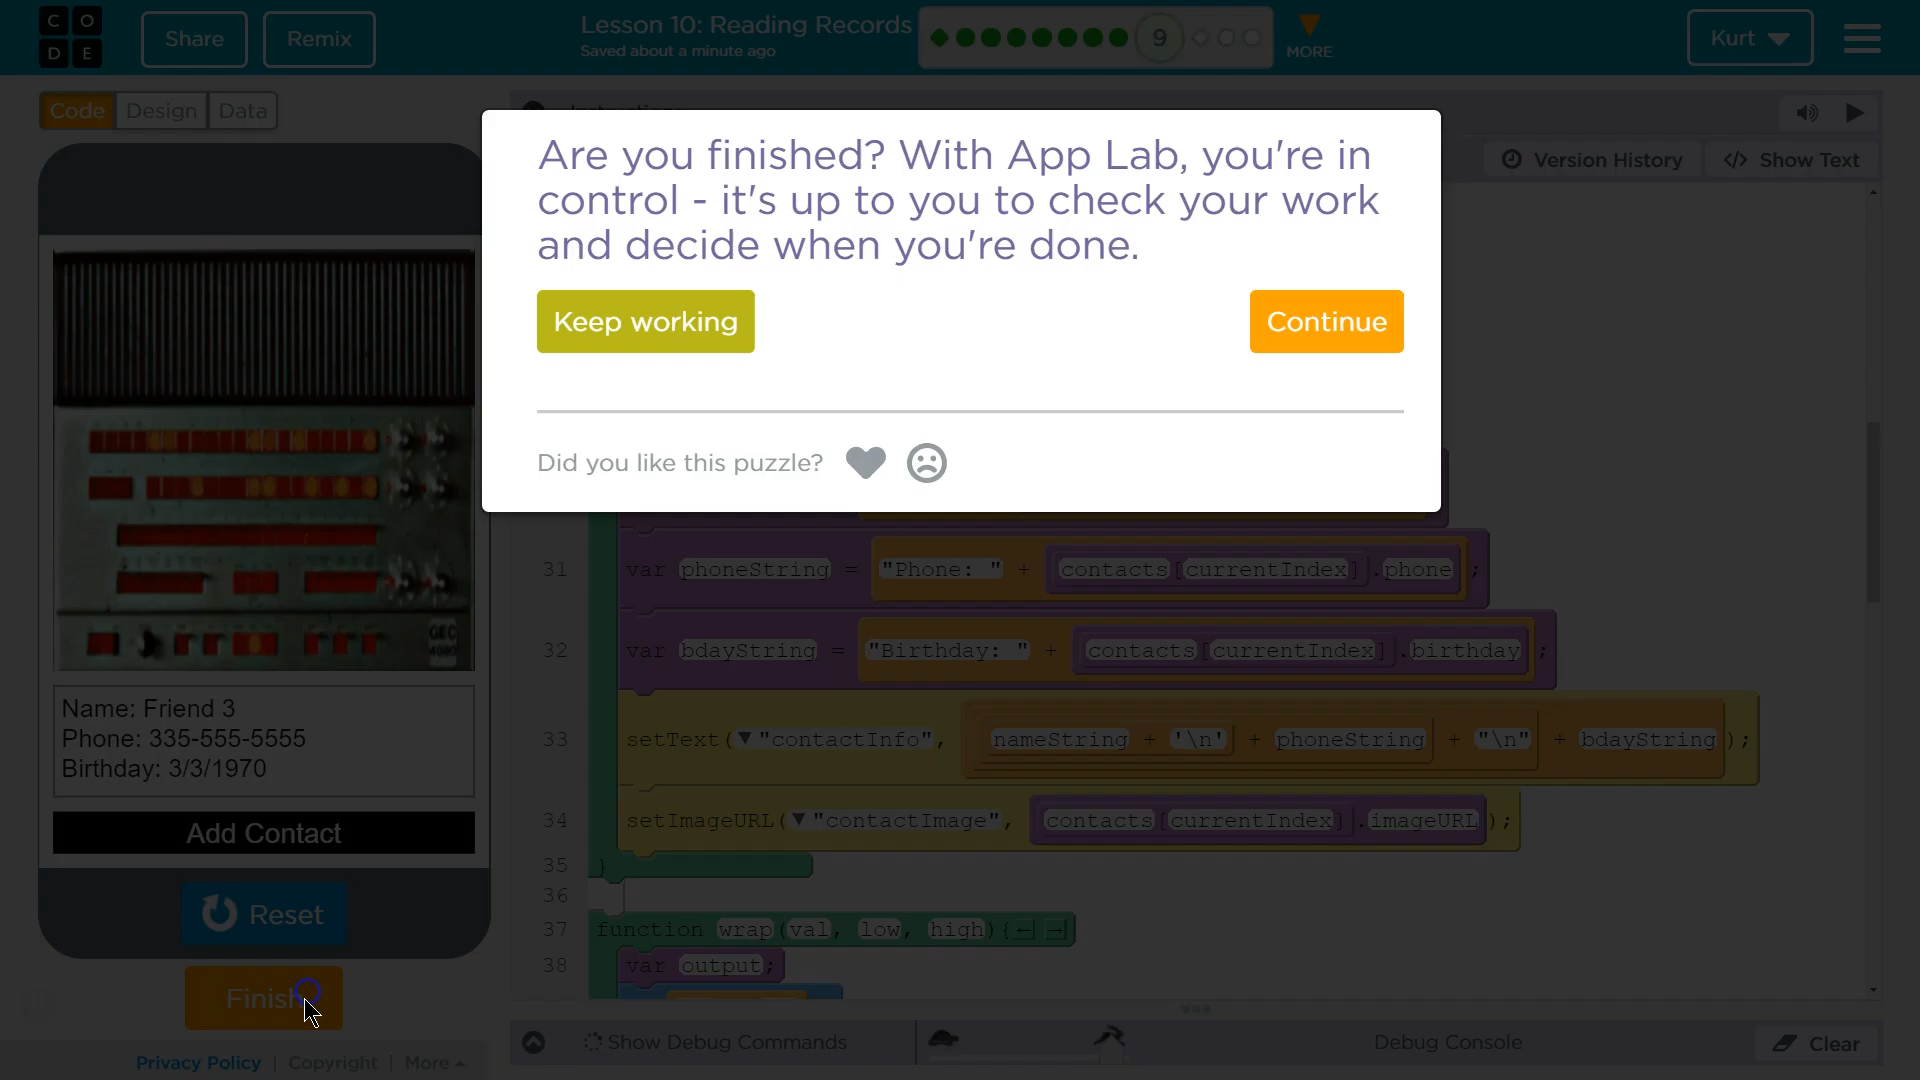 C O
D E
Share
Remix
Lesson 10: Reading Records
Saved about a minute ago
9
MORE
Kurt
Code
Design
Data
Version History
</> Show Text
Are you finished? With App Lab, you're in
control - it's up to you to check your work
and decide when you're done.
Keep working
Continue
Did you like this puzzle?
31 var phoneString = "Phone: " + contacts[currentIndex].phone;
32 var bdayString = "Birthday: " + contacts[currentIndex].birthday;
33 setText(▼"contactInfo", nameString + '\n' + phoneString + "\n" + bdayString);
34 setImageURL(▼"contactImage", contacts[currentIndex].imageURL);
35 }
36
37 function wrap(val, low, high){
38 var output;
GEC
4080
Name: Friend 3
Phone: 335-555-5555
Birthday: 3/3/1970
Add Contact
Reset
Finish
Show Debug Commands
Debug Console
Clear
Privacy Policy | Copyright | More